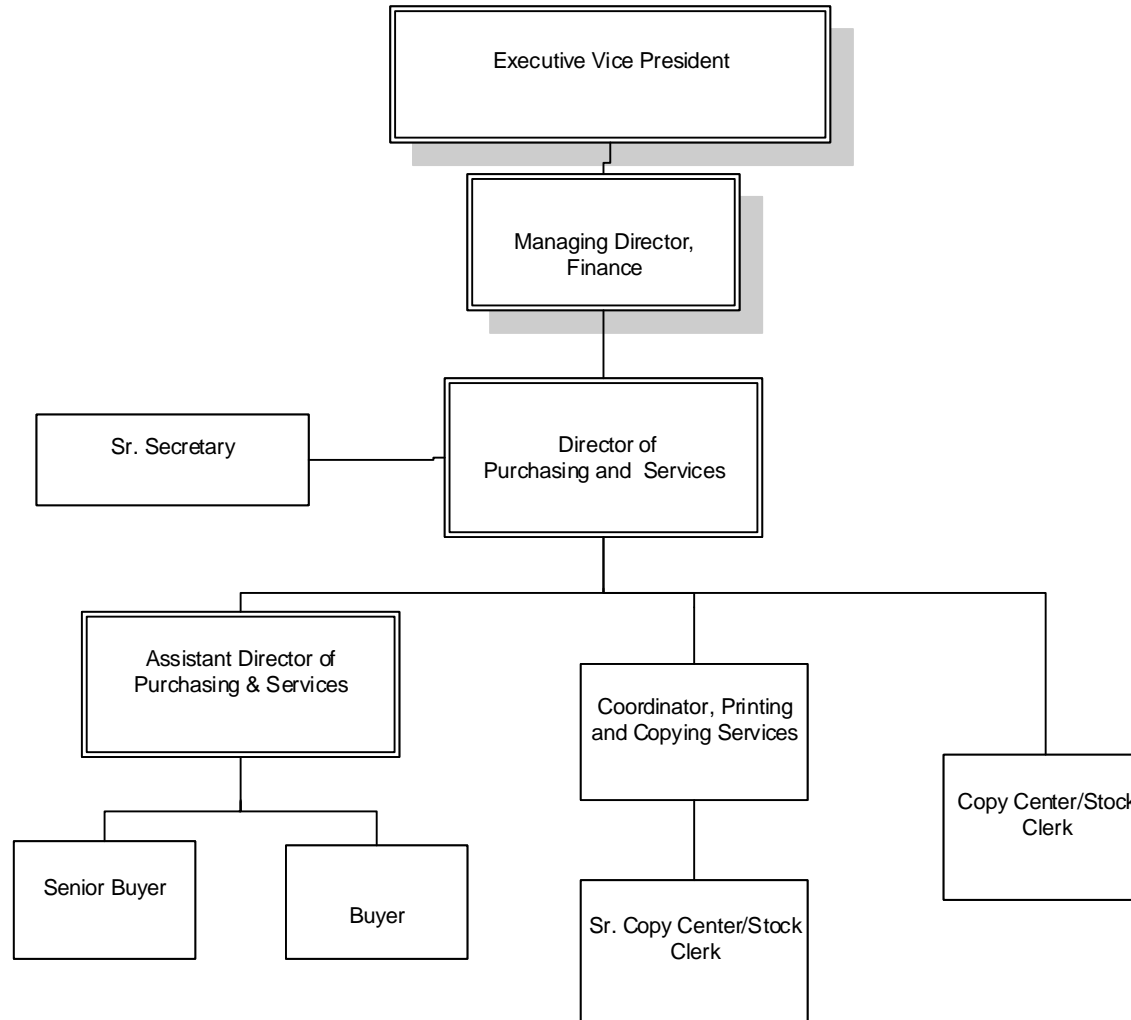 Executive Vice President
Managing Director,
Finance
Sr. Secretary
Director of
Purchasing and Services
Assistant Director of
Purchasing & Services
Coordinator, Printing
and Copying Services
Copy Center/Stock
Clerk
Senior Buyer
Buyer
Sr. Copy Center/Stock
Clerk